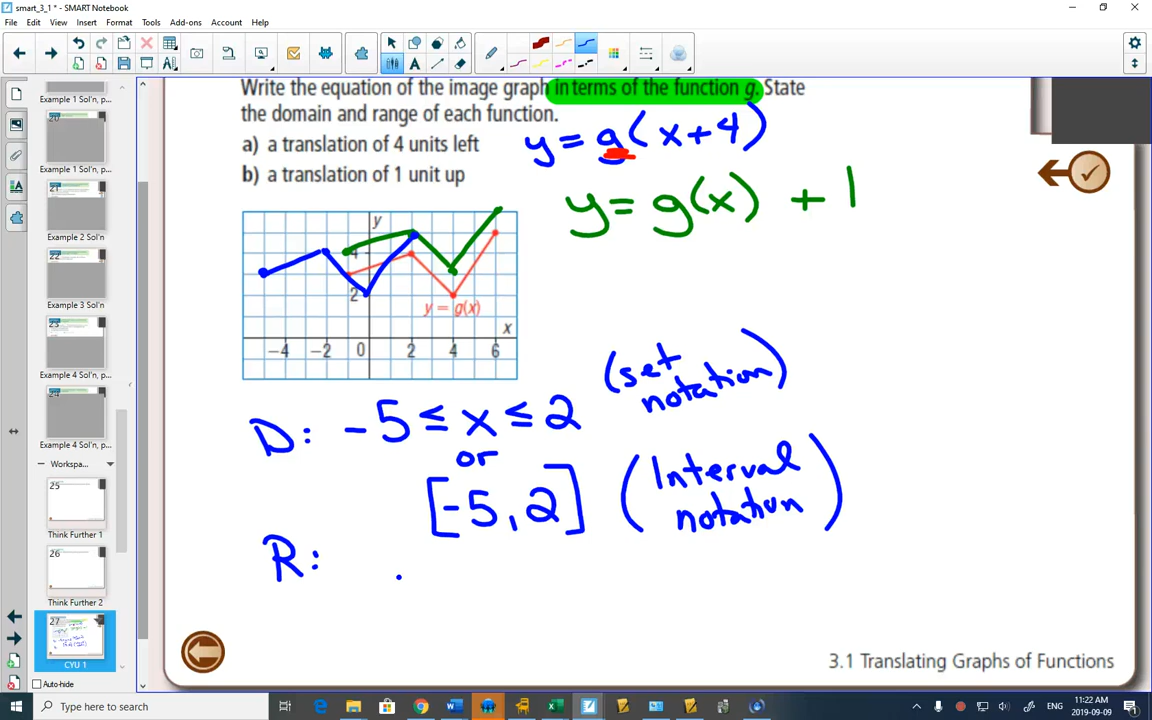 smart_3_1 * - SMART Notebook
File Edit View Insert Format Tools Add-ons Account Help
Example 1 Sol'n, p...
20
Example 1 Sol'n, p...
21
Example 2 Sol'n
22
Example 3 Sol'n
23
Example 4 Sol'n, p...
24
Example 4 Sol'n, p...
Workspa...
25
Think Further 1
26
Think Further 2
27
CYU 1
Auto-hide
Write the equation of the image graph in terms of the function g. State
the domain and range of each function.
a) a translation of 4 units left
y = g(x+4)
b) a translation of 1 unit up
y = g(x) + 1
y
4
2
y = g(x)
x
-4 -2 0 2 4 6
D: -5 ≤ x ≤ 2 (set notation)
or
[-5, 2] (Interval notation)
R:
3.1 Translating Graphs of Functions
Type here to search
ENG
11:22 AM
2019-09-09